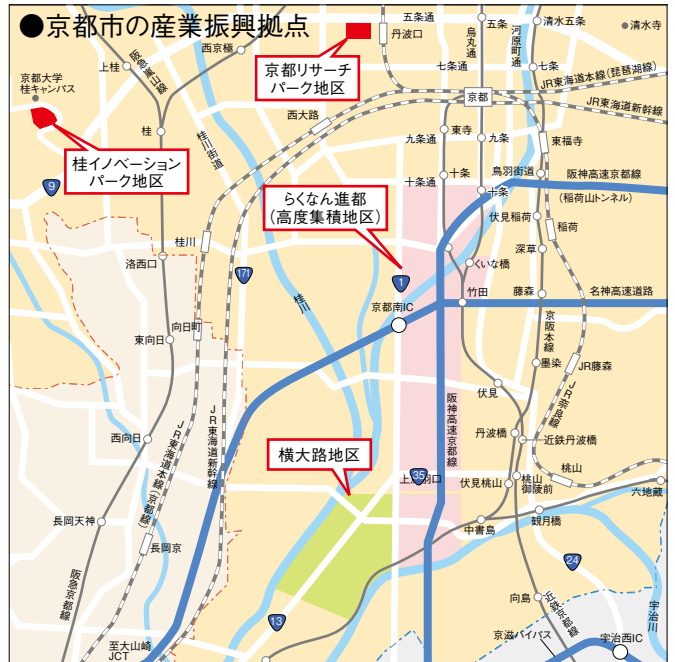 ●京都市の産業振興拠点
五条通
五条
清水五条
清水寺
丹波口
烏丸通
河原町通
西京極
阪急嵐山線
上桂
京都大学
桂キャンパス
京都リサーチ
パーク地区
七条通
七条
JR東海道本線(琵琶湖線)
JR東海道新幹線
京都
西大路
桂
桂川街道
桂イノベーション
パーク地区
九条通
東寺
九条
東福寺
十条通
十条
十条
鳥羽街道
阪神高速京都線
(稲荷山トンネル)
9
らくなん進都
(高度集積地区)
伏見稲荷
稲荷
桂川
洛西口
171
桂川
1
くいな橋
深草
竹田
藤森
名神高速道路
京都南IC
向日町
東向日
京阪本線
墨染
JR藤森
JR奈良線
伏見
阪神高速京都線
JR東海道新幹線
JR東海道本線(京都線)
西向日
丹波橋
近鉄丹波橋
横大路地区
35
桃山
伏見桃山
桃山
御陵前
六地蔵
長岡天神
長岡京
中書島
観月橋
阪急京都線
24
向島
近鉄京都線
宇治川
13
京滋バイパス
宇治西IC
至大山崎
JCT